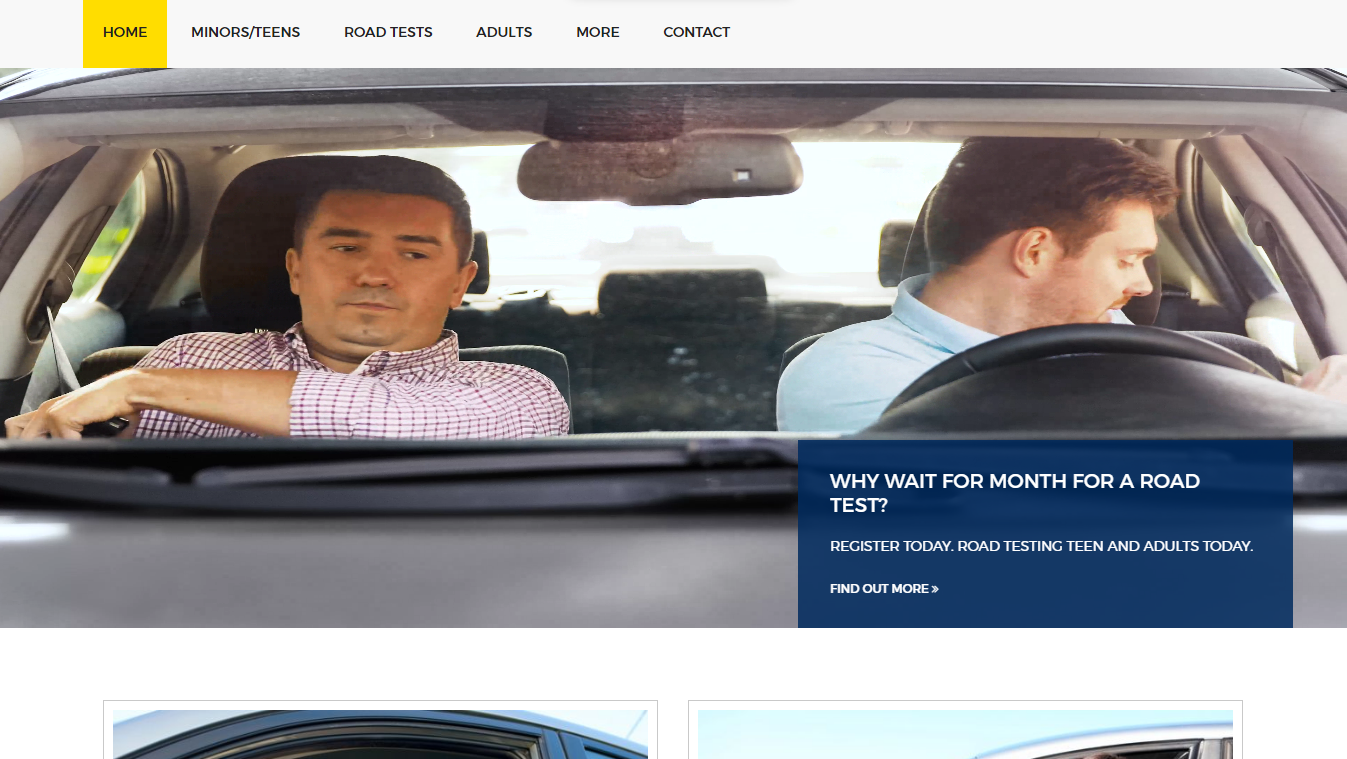 HOME MINORS/TEENS ROAD TESTS ADULTS MORE CONTACT
WHY WAIT FOR MONTH FOR A ROAD
TEST?
REGISTER TODAY. ROAD TESTING TEEN AND ADULTS TODAY.
FIND OUT MORE »